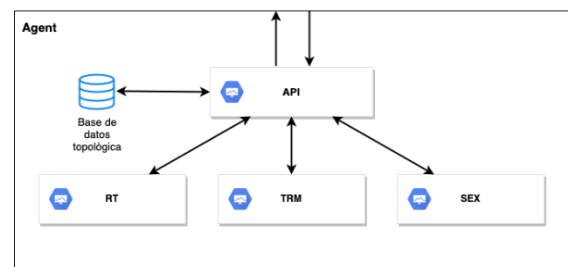 Agent
API
Base de
datos
topológica
RT
TRM
SEX